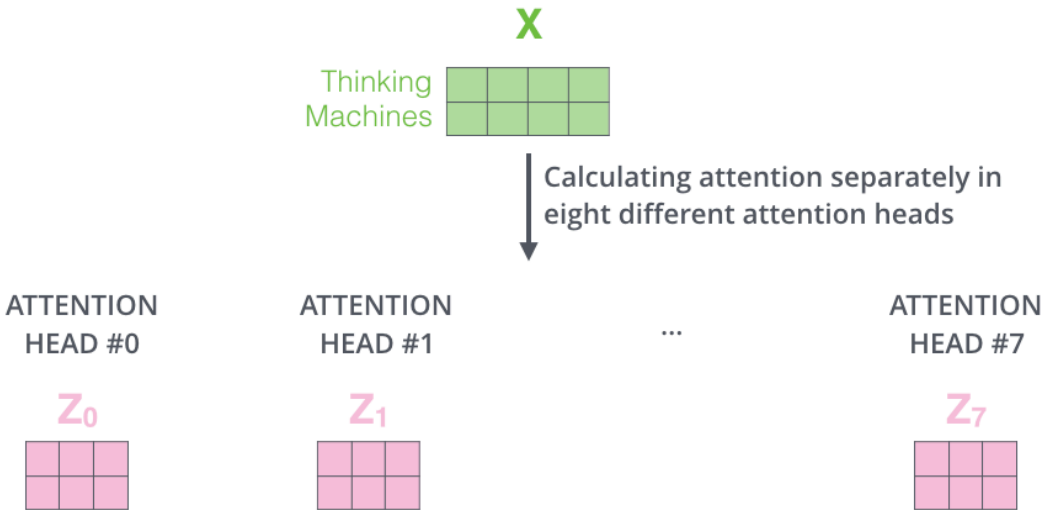 X
Thinking
Machines
Calculating attention separately in
eight different attention heads
ATTENTION
HEAD #0
ATTENTION
HEAD #1
...
ATTENTION
HEAD #7
Z₀
Z₁
Z₇